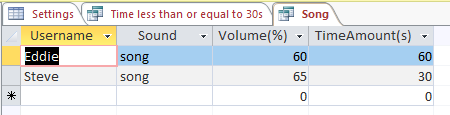 Settings Time less than or equal to 30s Song
Username Sound Volume(%) TimeAmount(s)
Eddie song 60 60
Steve song 65 30
* 0 0